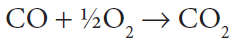 CO + ½O₂ → CO₂